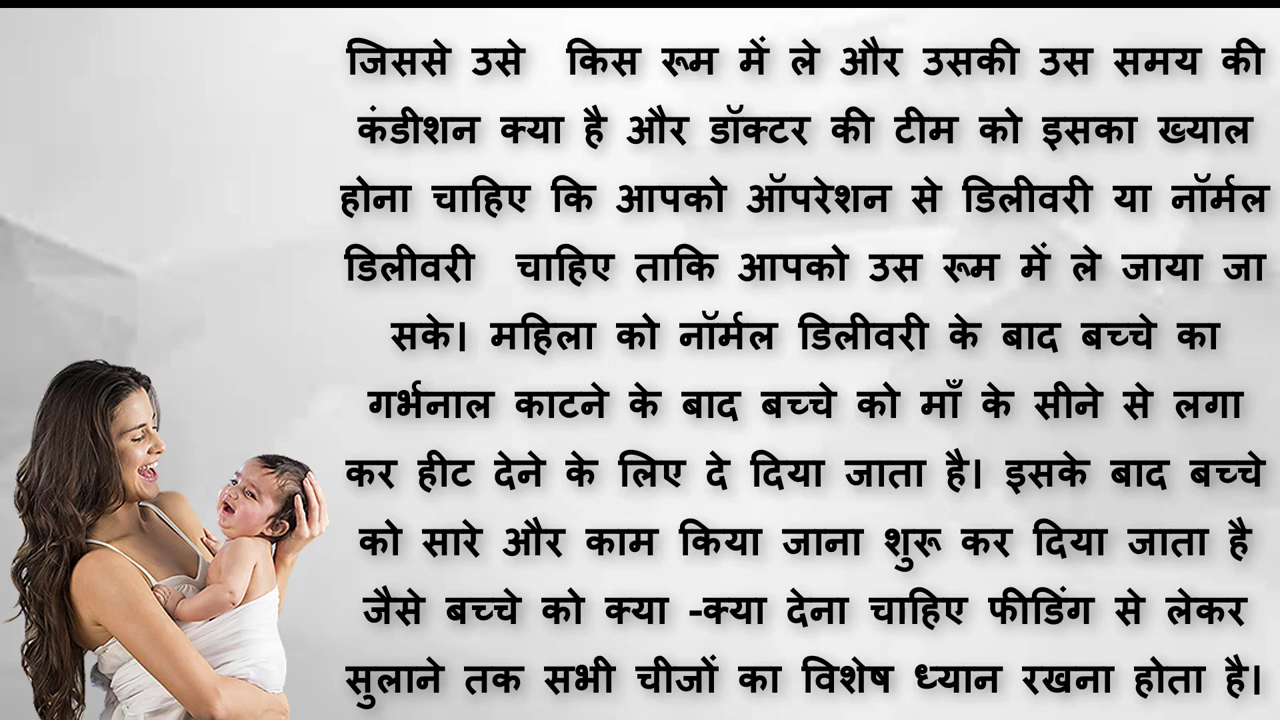 जिससे उसे किस रूम में ले और उसकी उस समय की
कंडीशन क्या है और डॉक्टर की टीम को इसका ख्याल
होना चाहिए कि आपको ऑपरेशन से डिलीवरी या नॉर्मल
डिलीवरी चाहिए ताकि आपको उस रूम में ले जाया जा
सके। महिला को नॉर्मल डिलीवरी के बाद बच्चे का
गर्भनाल काटने के बाद बच्चे को माँ के सीने से लगा
कर हीट देने के लिए दे दिया जाता है। इसके बाद बच्चे
को सारे और काम किया जाना शुरू कर दिया जाता है
जैसे बच्चे को क्या -क्या देना चाहिए फीडिंग से लेकर
सुलाने तक सभी चीजों का विशेष ध्यान रखना होता है।